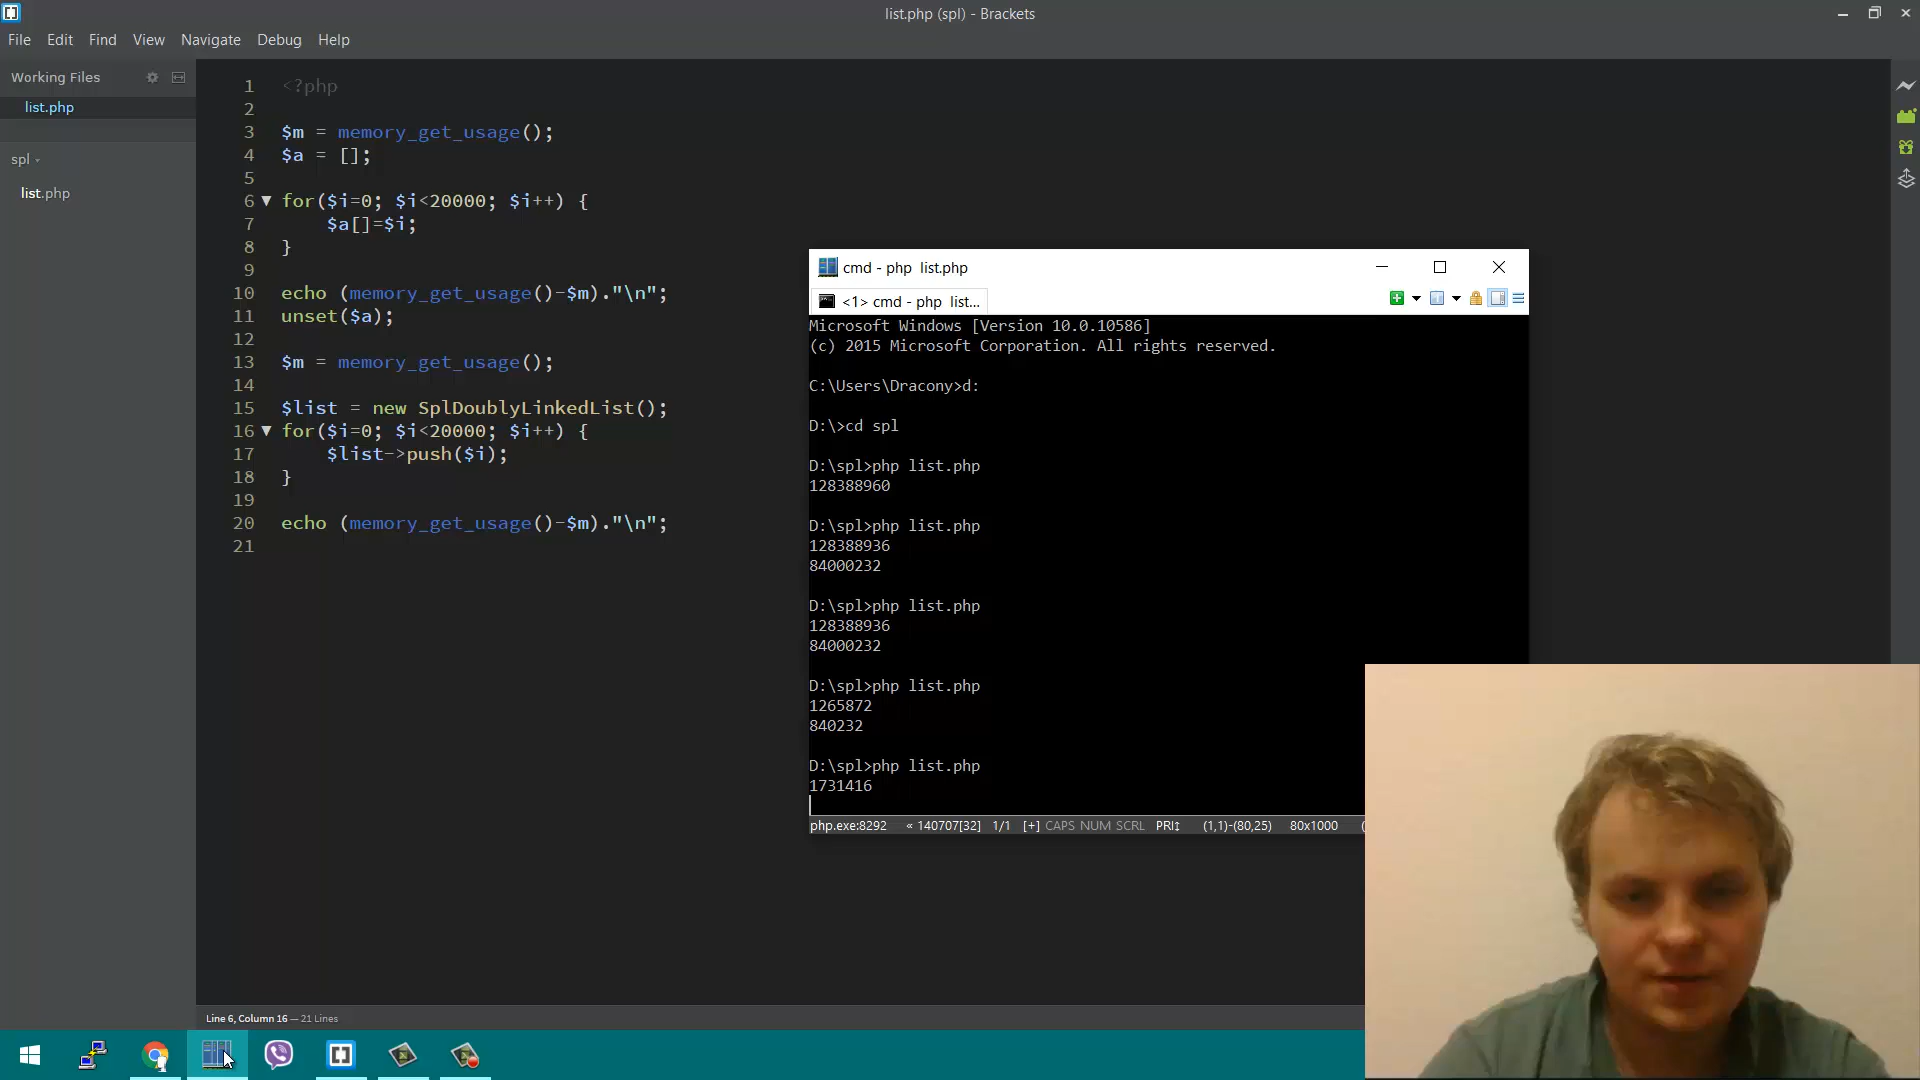 list.php (spl) - Brackets
File Edit Find View Navigate Debug Help
Working Files
list.php
spl
list.php
1 <?php
2
3 $m = memory_get_usage();
4 $a = [];
5
6 for($i=0; $i<20000; $i++) {
7 $a[]=$i;
8 }
9
10 echo (memory_get_usage()-$m)."\n";
11 unset($a);
12
13 $m = memory_get_usage();
14
15 $list = new SplDoublyLinkedList();
16 for($i=0; $i<20000; $i++) {
17 $list->push($i);
18 }
19
20 echo (memory_get_usage()-$m)."\n";
21
cmd - php list.php
<1> cmd - php list...
Microsoft Windows [Version 10.0.10586]
(c) 2015 Microsoft Corporation. All rights reserved.
C:\Users\Dracony>d:
D:\>cd spl
D:\spl>php list.php
128388960
D:\spl>php list.php
128388936
84000232
D:\spl>php list.php
128388936
84000232
D:\spl>php list.php
1265872
840232
D:\spl>php list.php
1731416
php.exe:8292 « 140707[32] 1/1 [+] CAPS NUM SCRL PRI↕ (1,1)-(80,25) 80x1000 (
Line 6, Column 16 — 21 Lines